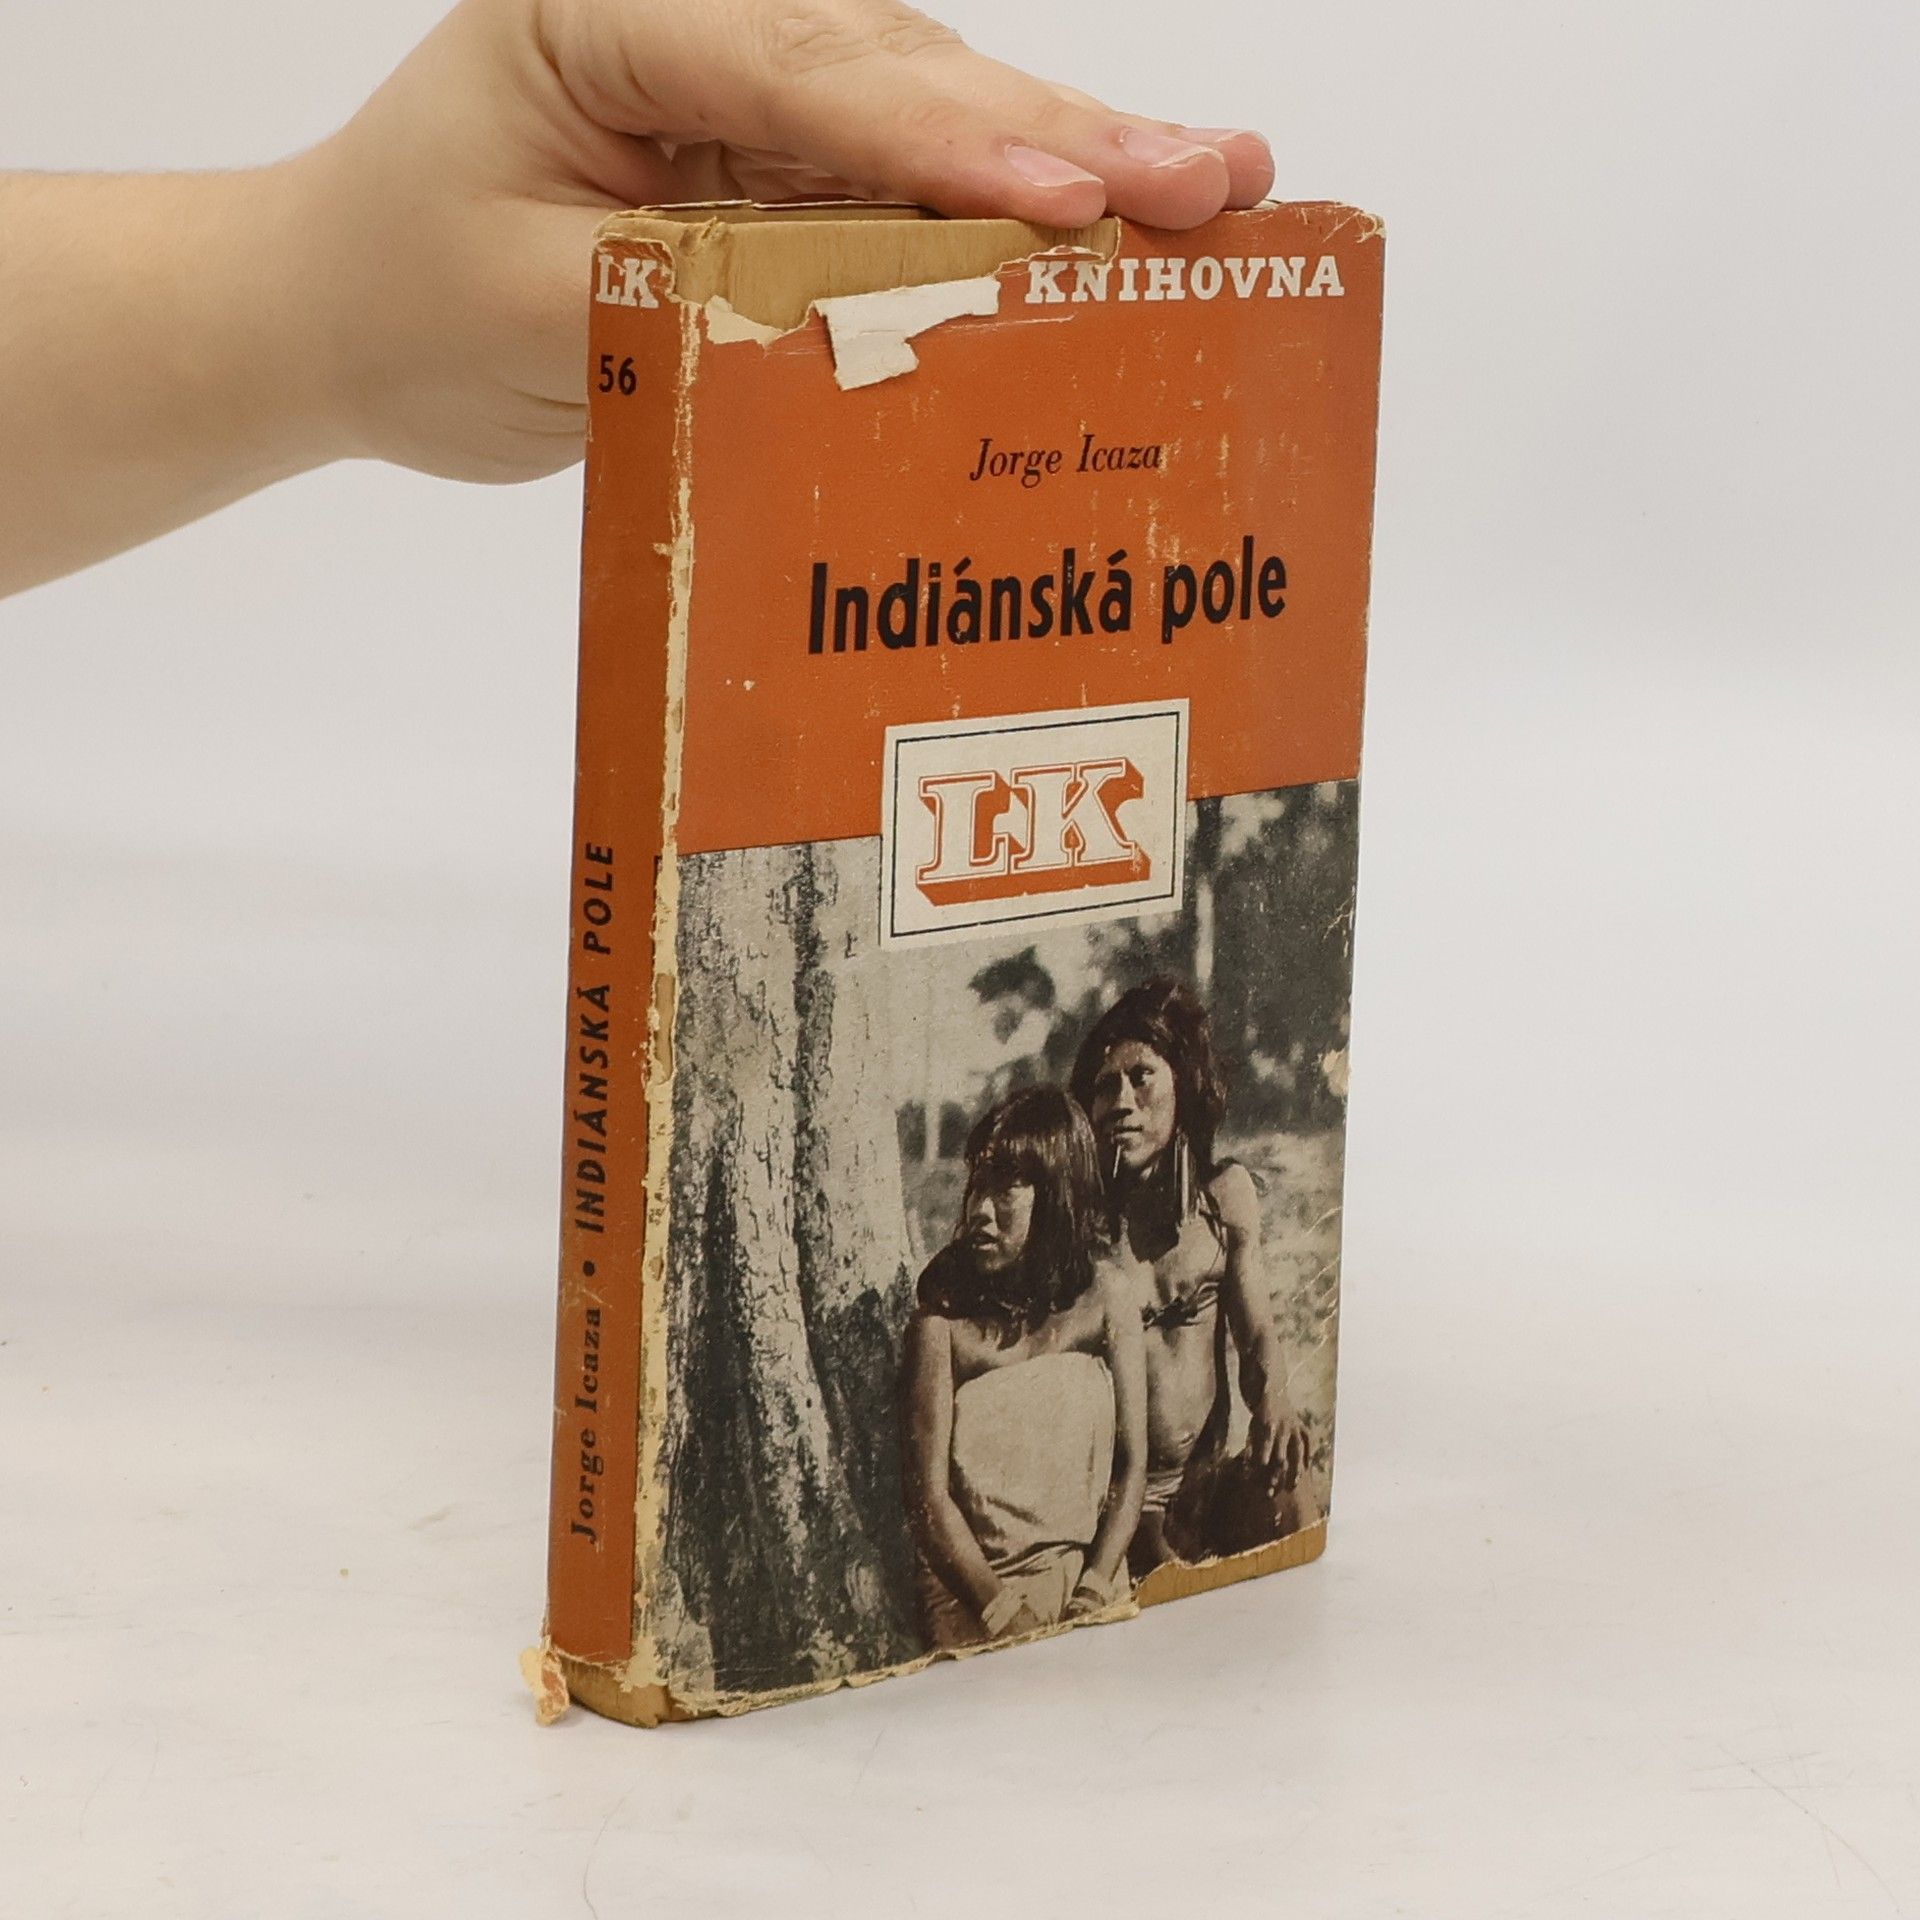 LK
56
Jorge Icaza • INDIÁNSKÁ POLE
KNIHOVNA
Jorge Icaza
Indiánská pole
LK